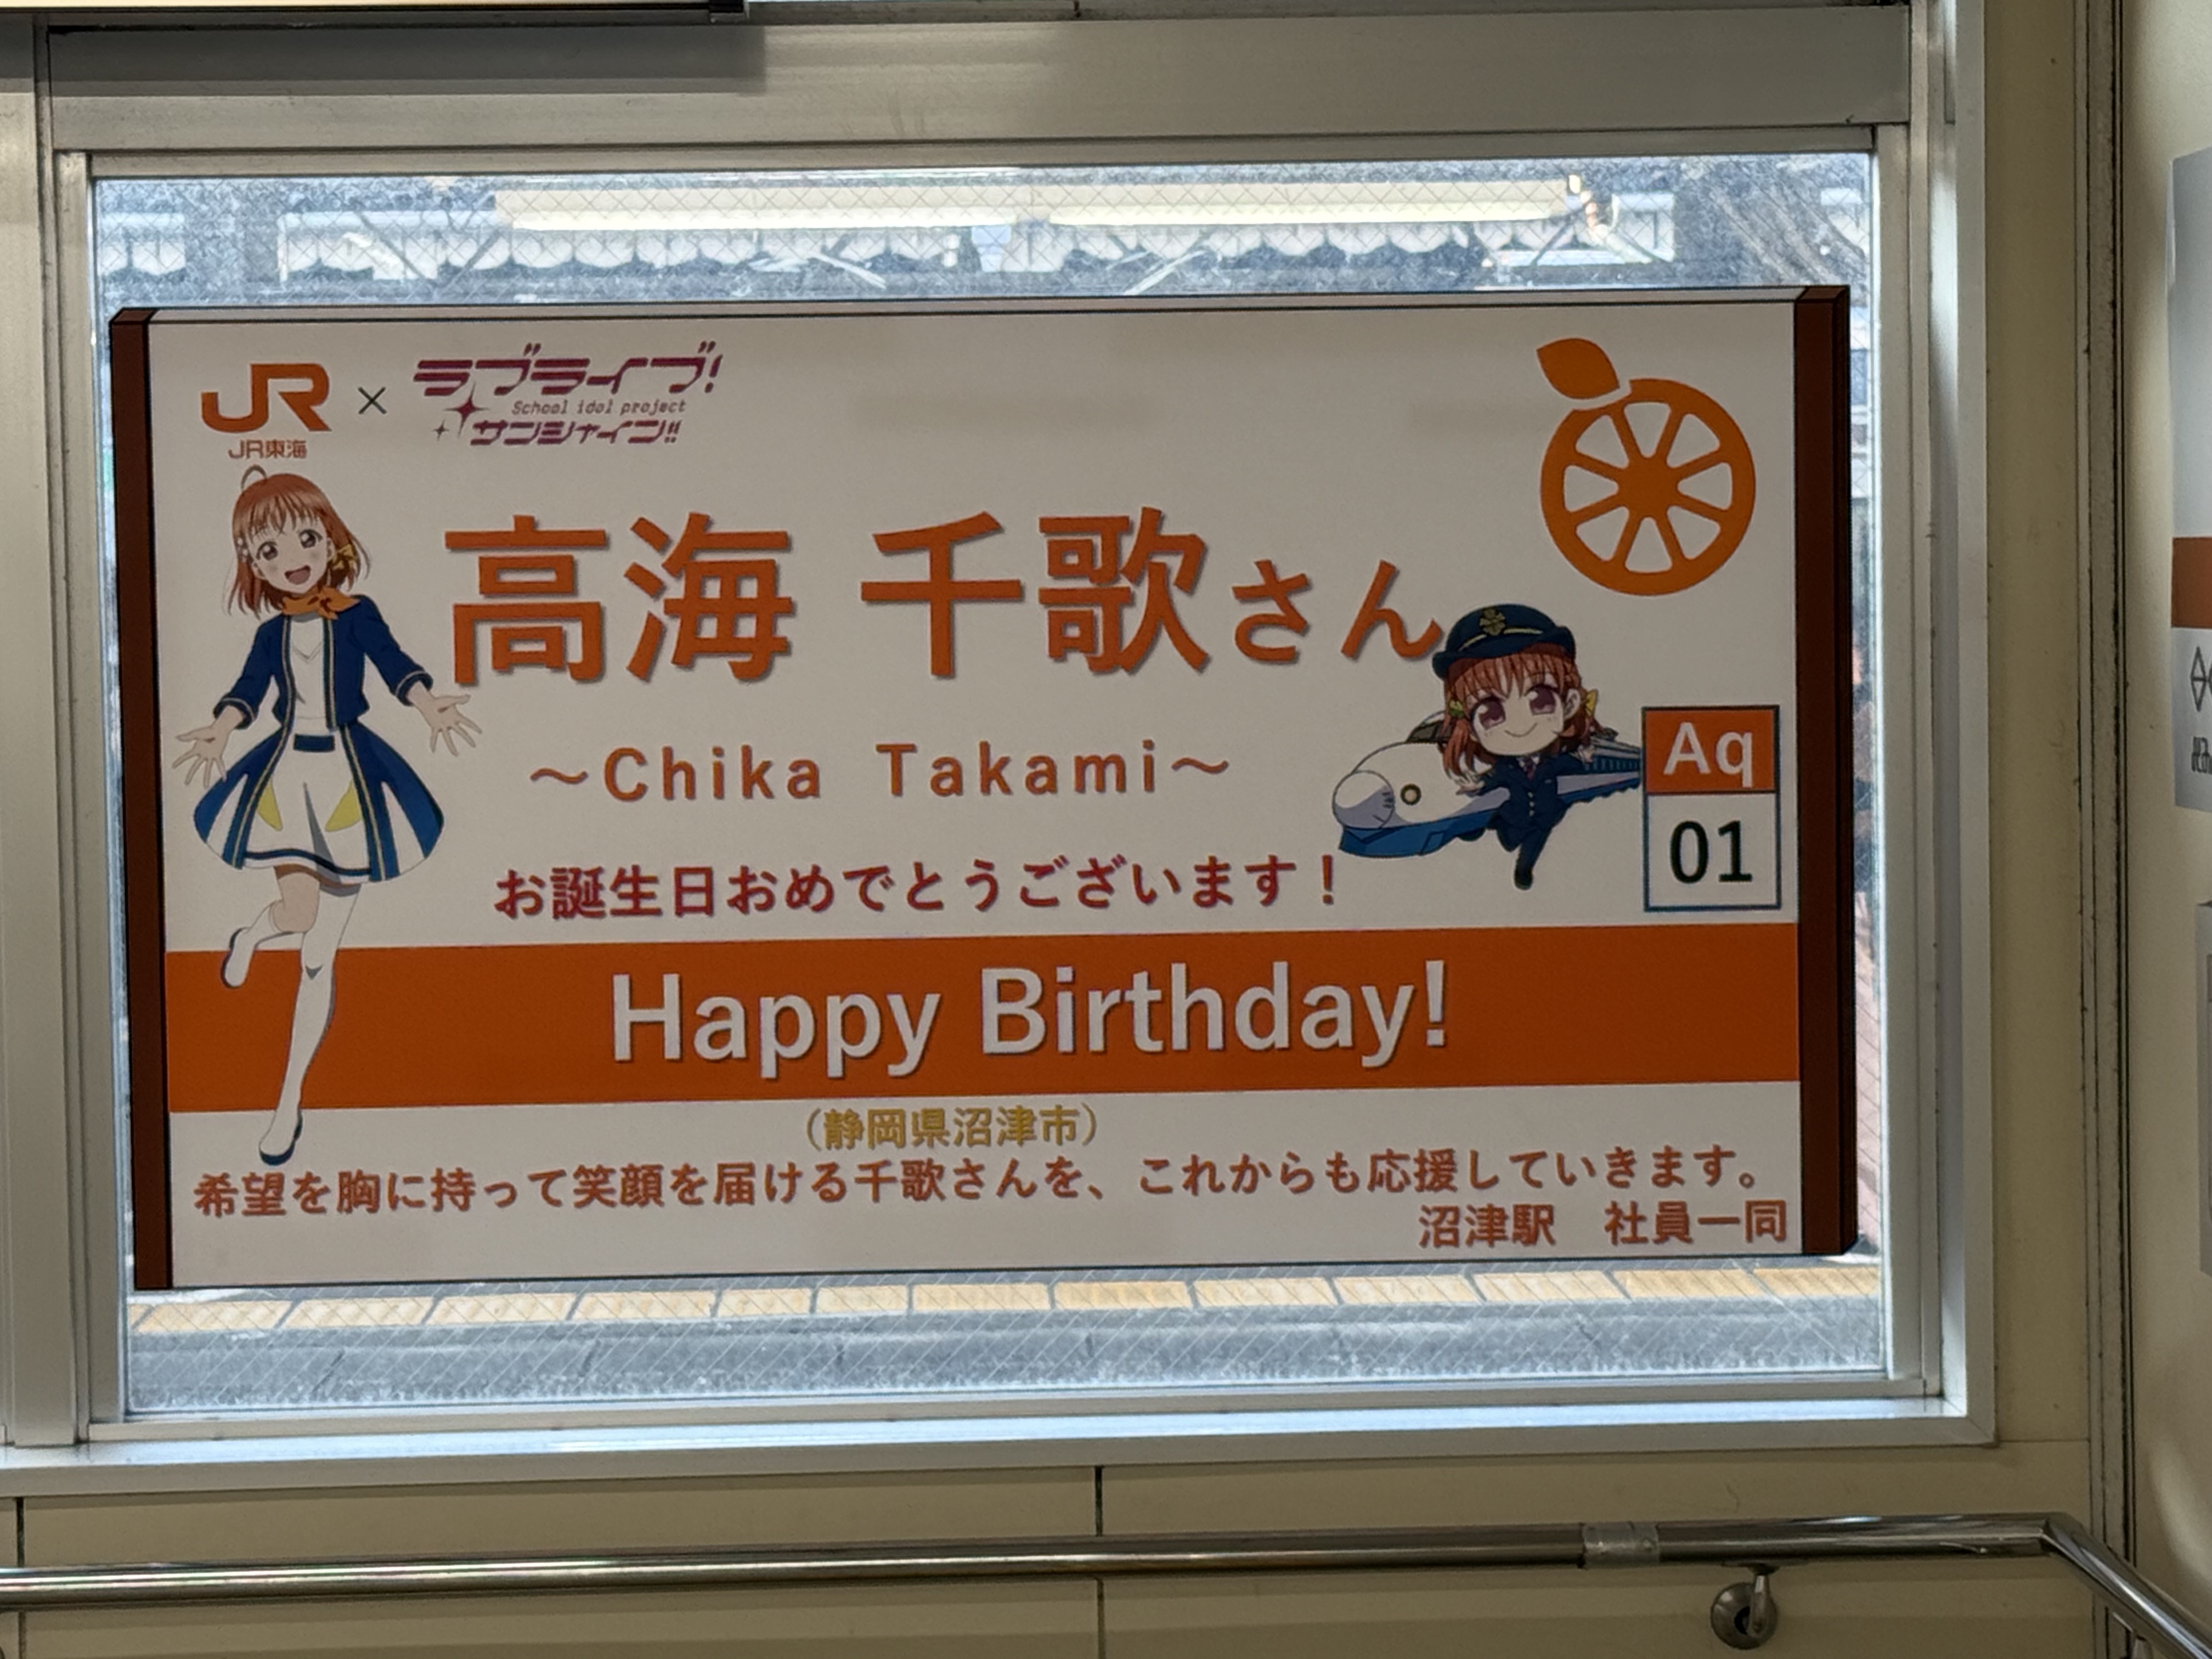 JR × ラブライブ!
School idol project
JR東海 サンシャイン!!
高海 千歌さん
～Chika Takami～
Aq
01
お誕生日おめでとうございます！
Happy Birthday!
（静岡県沼津市）
希望を胸に持って笑顔を届ける千歌さんを、これからも応援していきます。
沼津駅 社員一同